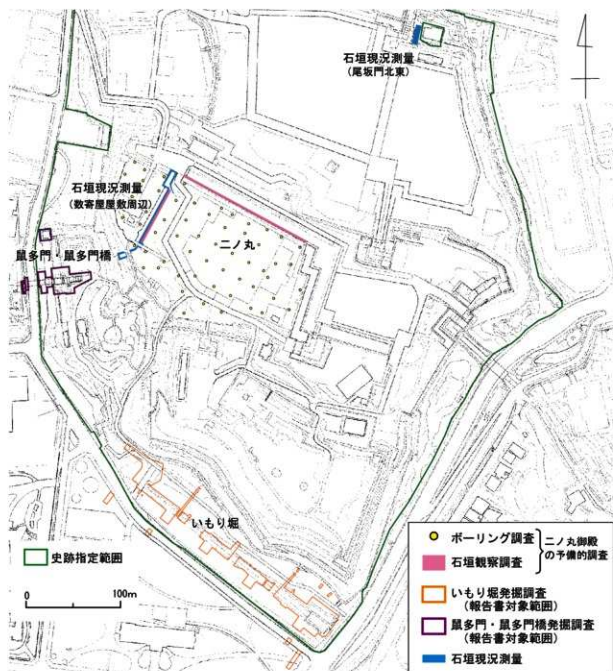 石垣現況測量
(尾坂門北東)
石垣現況測量
(数寄屋屋敷周辺)
二ノ丸
鼠多門・鼠多門橋
いもり堀
史跡指定範囲
0
100m
ボーリング調査
石垣観察調査
二ノ丸御殿
の予備的調査
いもり堀発掘調査
(報告書対象範囲)
鼠多門・鼠多門橋発掘調査
(報告書対象範囲)
石垣現況測量